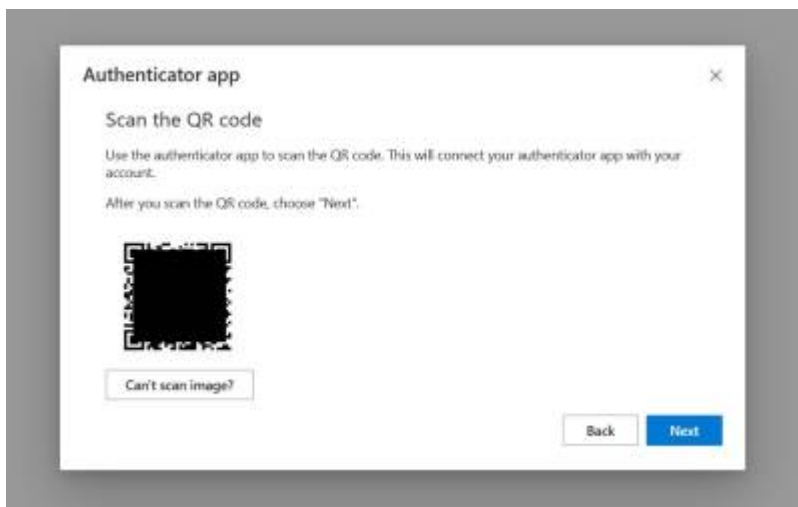 Authenticator app
Scan the QR code
Use the authenticator app to scan the QR code. This will connect your authenticator app with your
account.
After you scan the QR code, choose "Next".
Can't scan image?
Back
Next